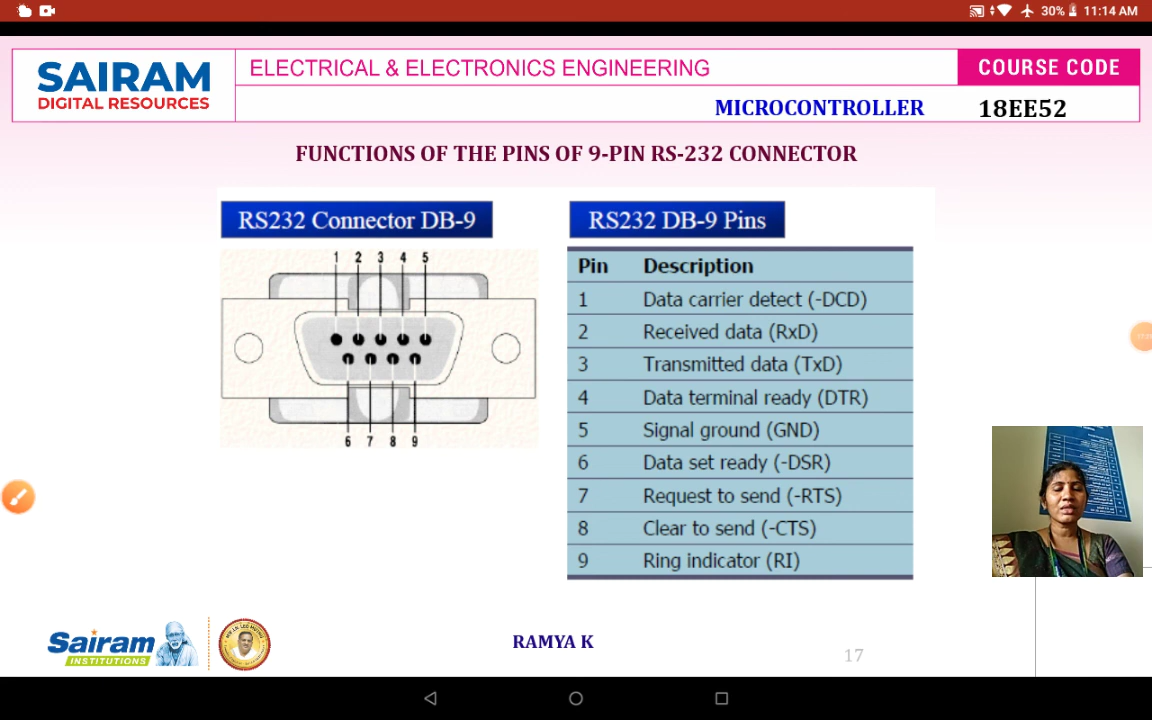 30% 11:14 AM
SAIRAM
DIGITAL RESOURCES
ELECTRICAL & ELECTRONICS ENGINEERING
COURSE CODE
MICROCONTROLLER
18EE52
FUNCTIONS OF THE PINS OF 9-PIN RS-232 CONNECTOR
RS232 Connector DB-9
1 2 3 4 5
6 7 8 9
RS232 DB-9 Pins
Pin Description
1 Data carrier detect (-DCD)
2 Received data (RxD)
3 Transmitted data (TxD)
4 Data terminal ready (DTR)
5 Signal ground (GND)
6 Data set ready (-DSR)
7 Request to send (-RTS)
8 Clear to send (-CTS)
9 Ring indicator (RI)
Sairam
INSTITUTIONS
RAMYA K
17